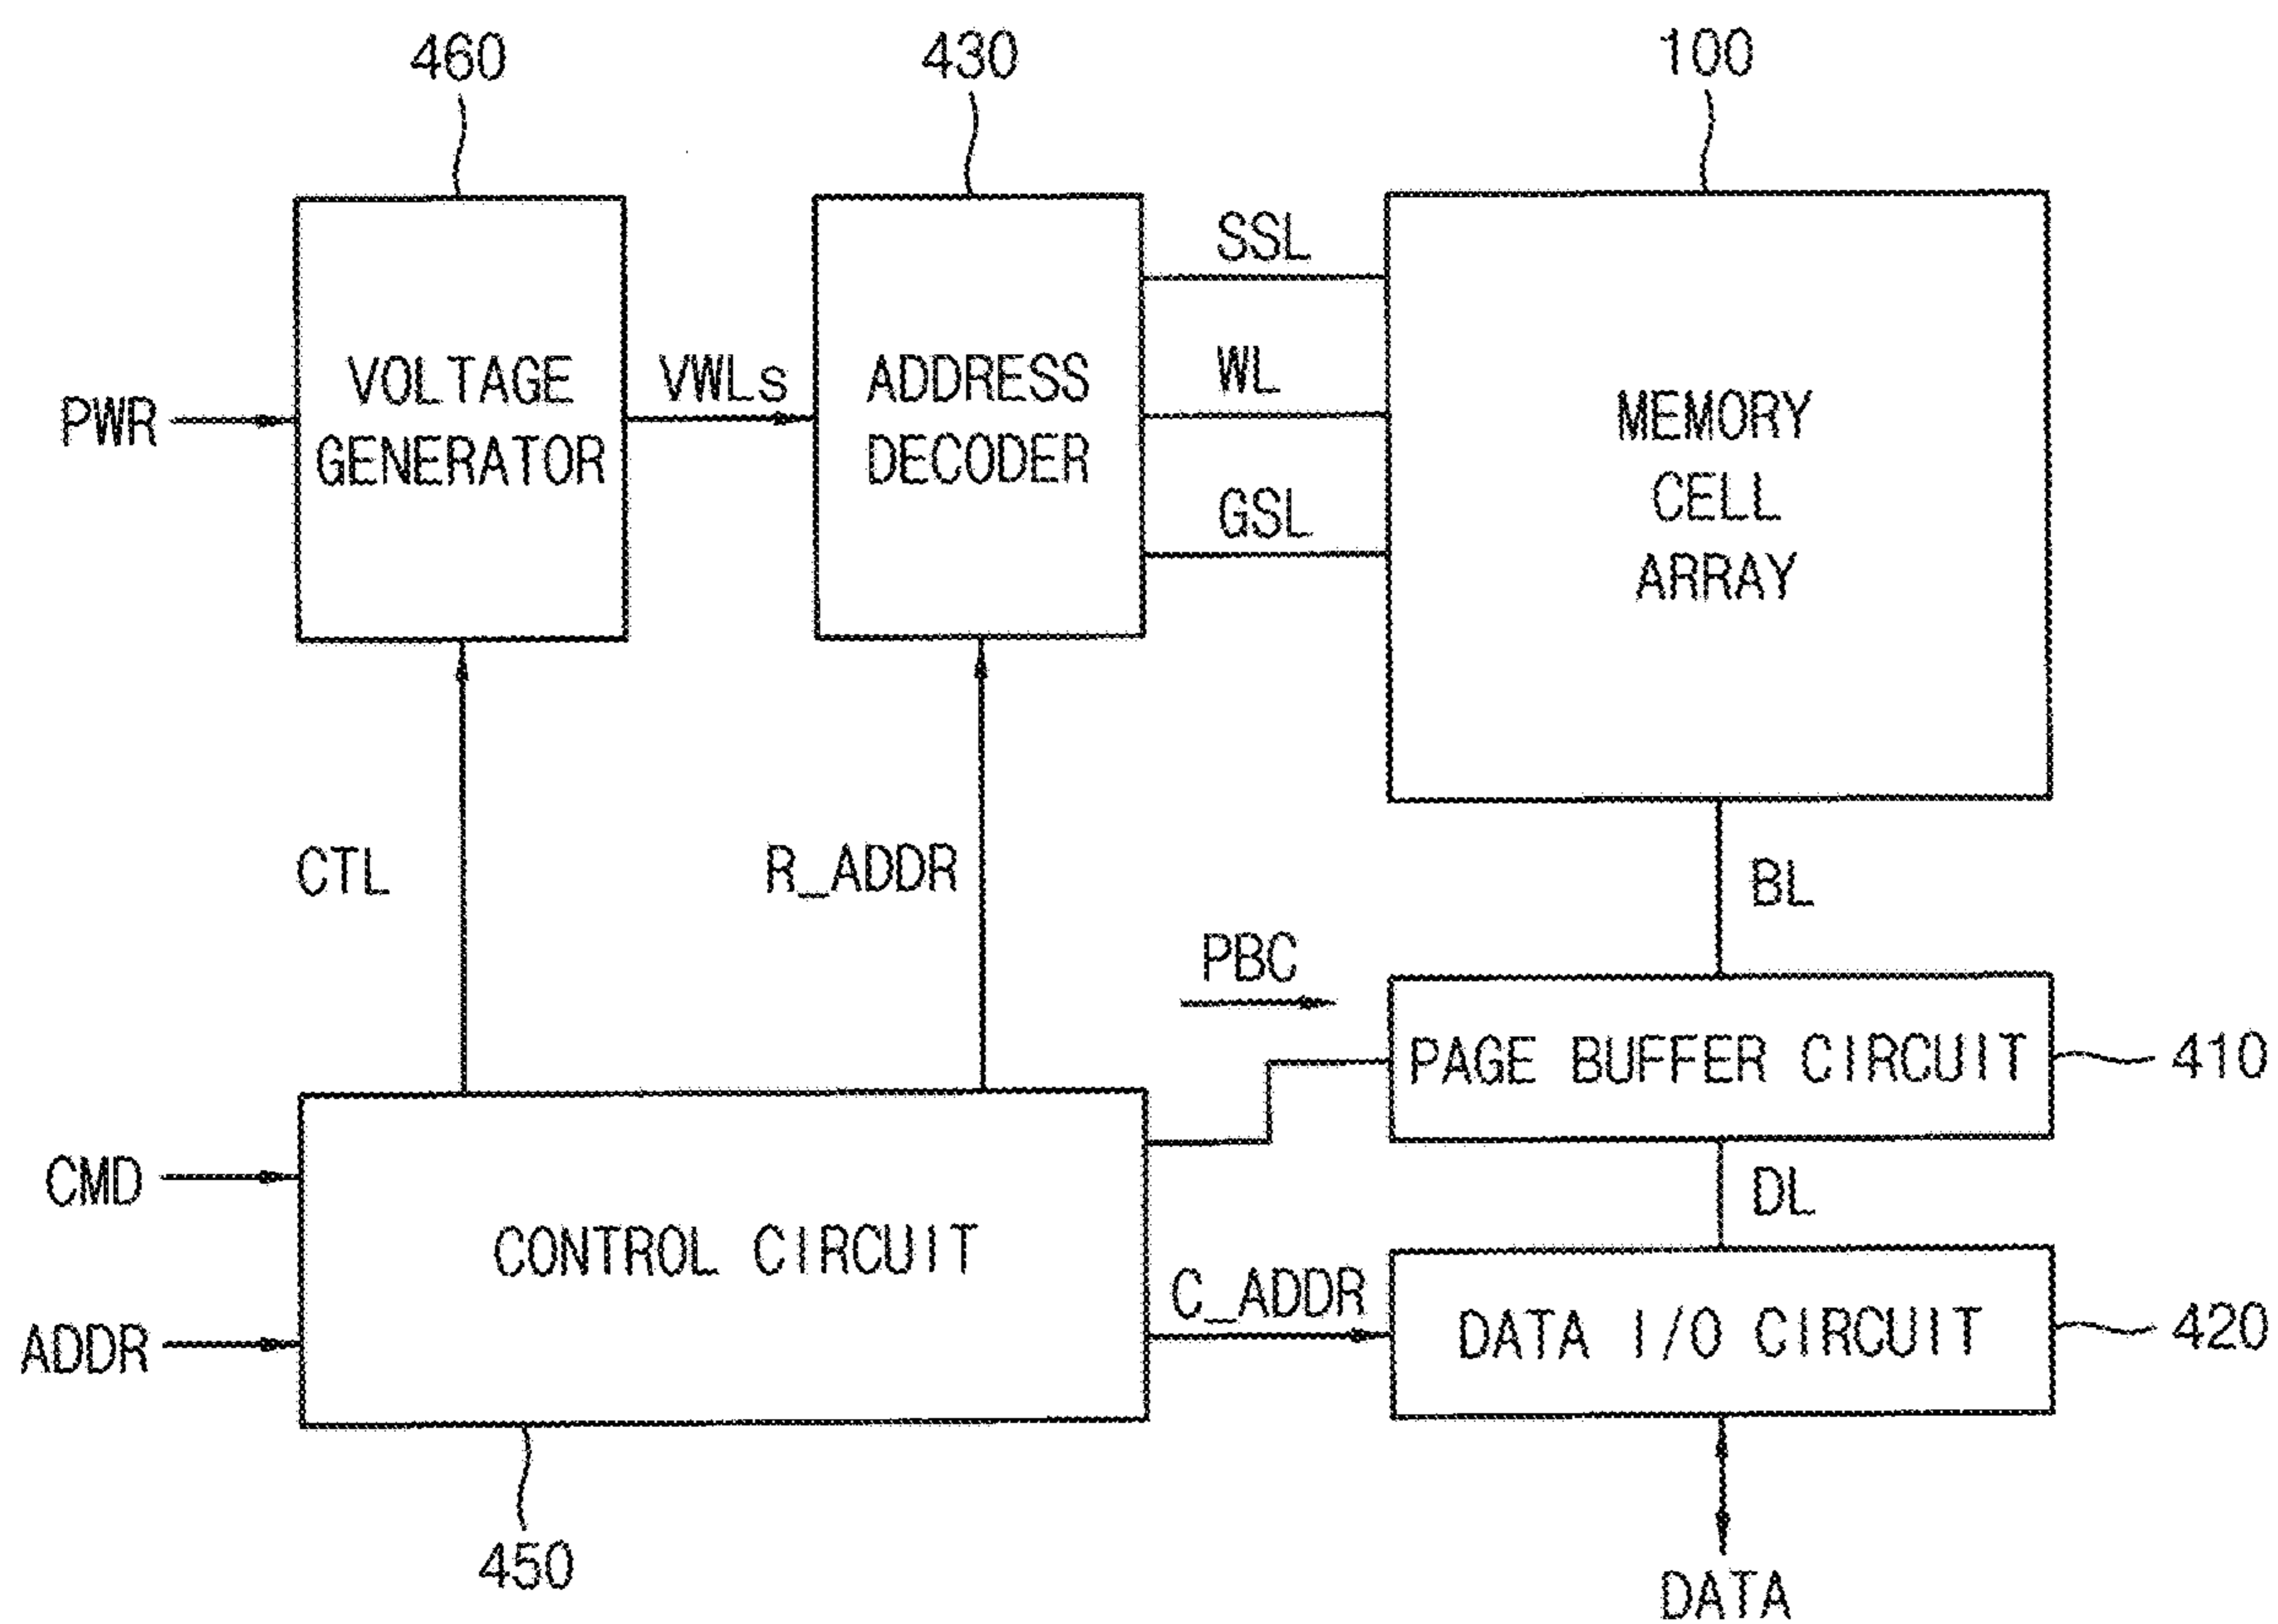 460
430
100
SSL
VOLTAGE
GENERATOR
VWLs
ADDRESS
DECODER
WL
MEMORY
CELL
ARRAY
PWR
GSL
CTL
R_ADDR
BL
PBC
PAGE BUFFER CIRCUIT
410
CMD
DL
CONTROL CIRCUIT
C_ADDR
ADDR
DATA I/O CIRCUIT
420
450
DATA